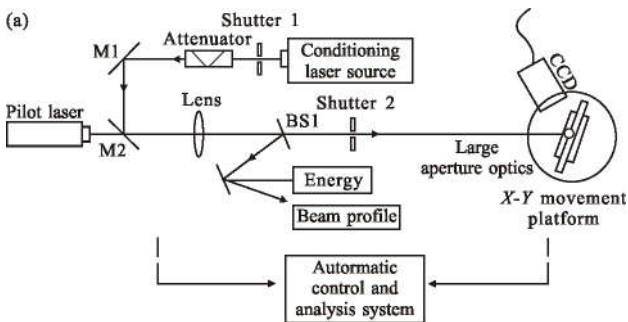 (a)
Shutter 1
M1
Attenuator
Conditioning
laser source
CCD
Pilot laser
Lens
BS1
Shutter 2
M2
Large
aperture optics
Energy
Beam profile
X-Y movement
platform
Autormatic
control and
analysis system